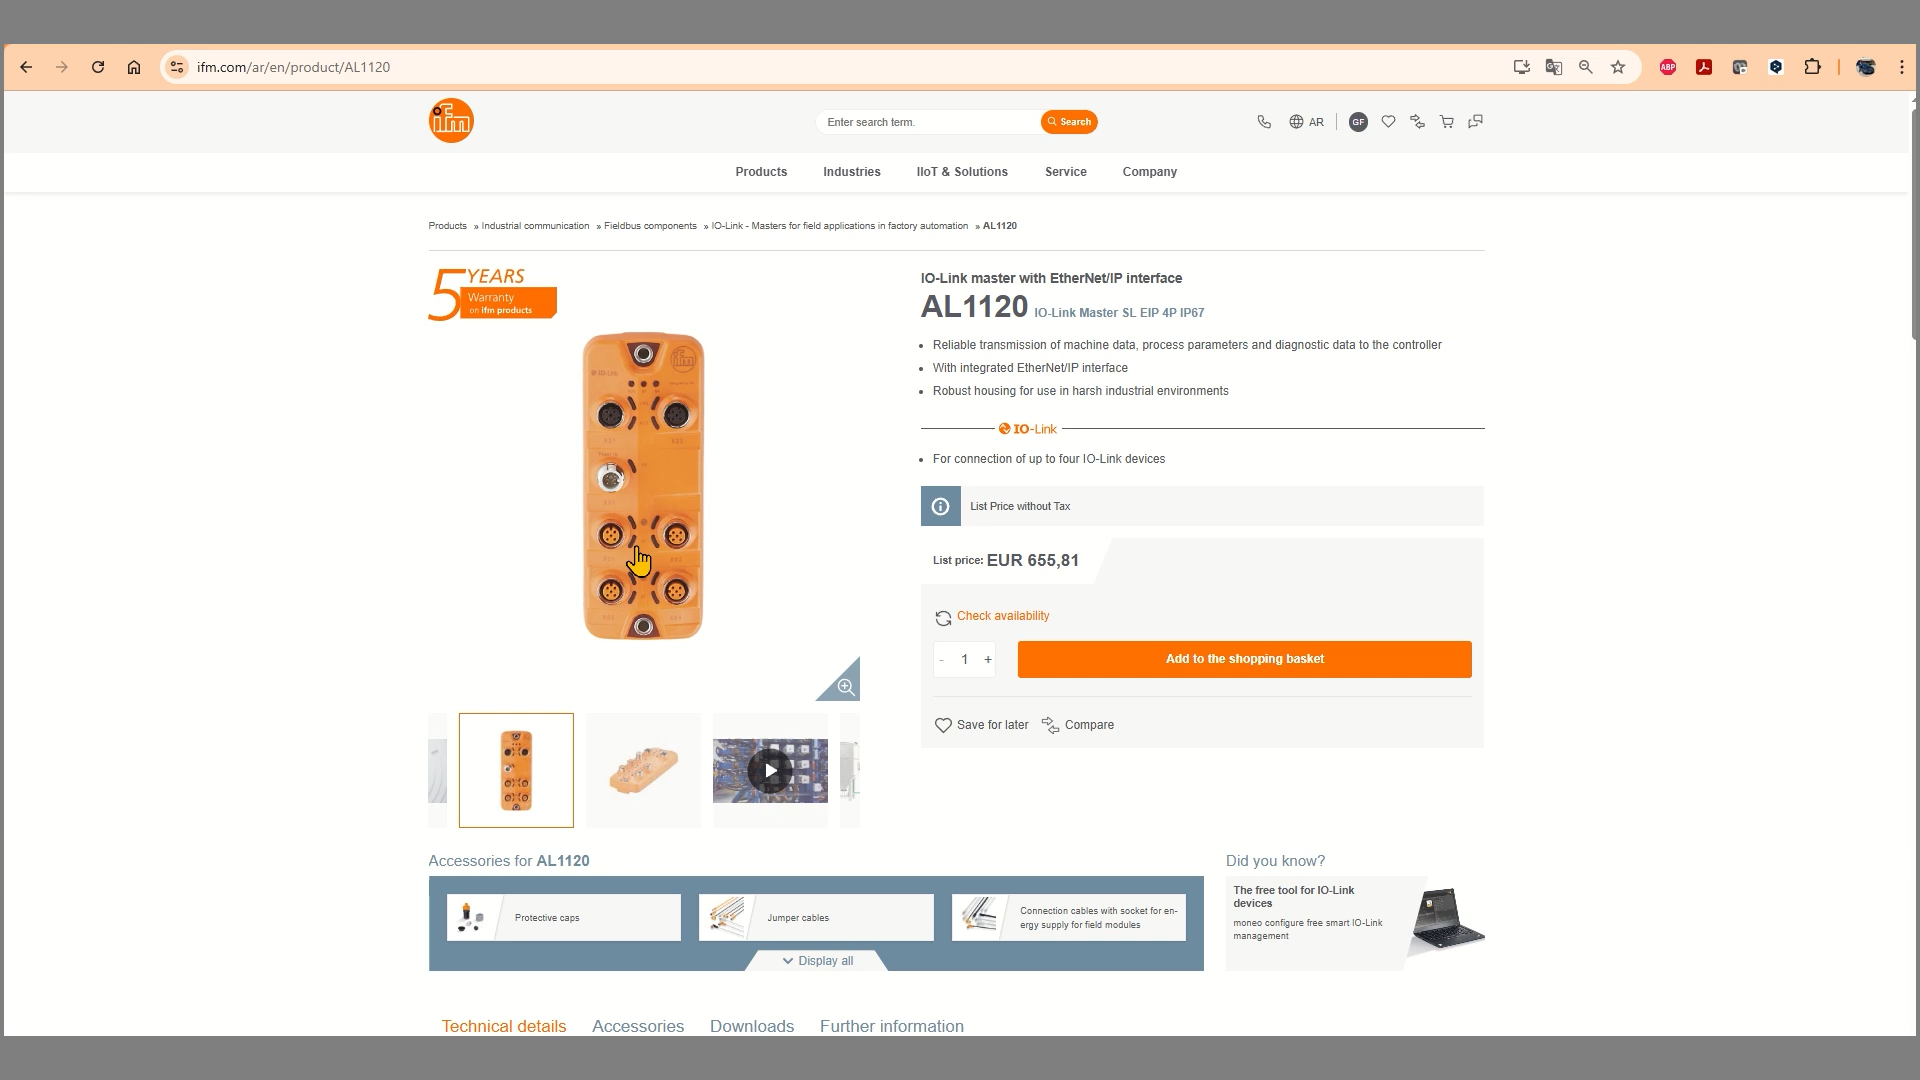 ifm.com/ar/en/product/AL1120
ABP
ifm
Enter search term.
Search
AR
GF
Products
Industries
IIoT & Solutions
Service
Company
Products » Industrial communication » Fieldbus components » IO-Link - Masters for field applications in factory automation » AL1120
5 YEARS
Warranty
on ifm products
IO-Link master with EtherNet/IP interface
AL1120 IO-Link Master SL EIP 4P IP67
• Reliable transmission of machine data, process parameters and diagnostic data to the controller
• With integrated EtherNet/IP interface
• Robust housing for use in harsh industrial environments
IO-Link
• For connection of up to four IO-Link devices
List Price without Tax
List price: EUR 655,81
Check availability
- 1 +
Add to the shopping basket
Save for later
Compare
Accessories for AL1120
Protective caps
Jumper cables
Connection cables with socket for en-
ergy supply for field modules
Display all
Did you know?
The free tool for IO-Link
devices
moneo configure free smart IO-Link
management
Technical details
Accessories
Downloads
Further information